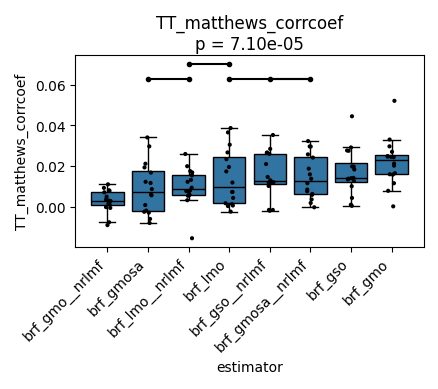 TT_matthews_corrcoef
p = 7.10e-05
TT_matthews_corrcoef
0.06
0.04
0.02
0.00
brf_gmo__nrlmf
brf_gmosa
brf_lmo__nrlmf
brf_lmo
brf_gso__nrlmf
brf_gmosa__nrlmf
brf_gso
brf_gmo
estimator